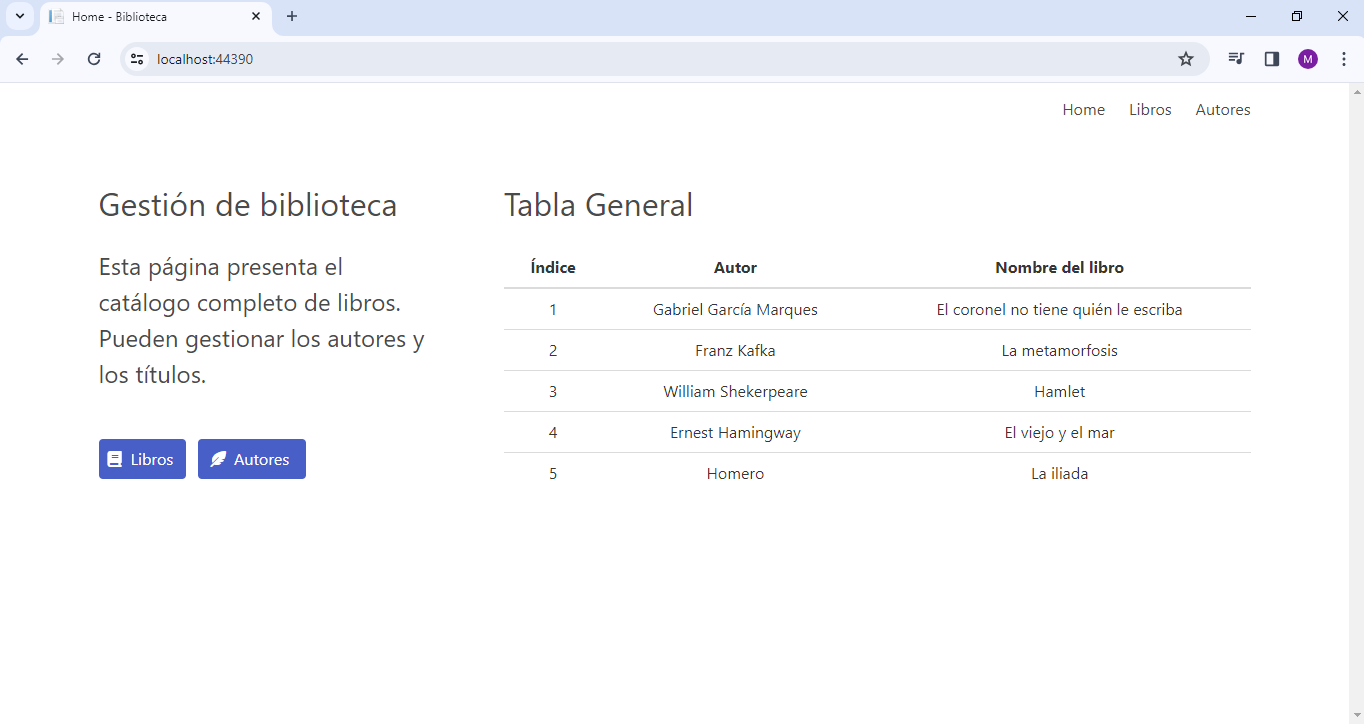 Home - Biblioteca
localhost:44390
M
Home Libros Autores
Gestión de biblioteca
Esta página presenta el
catálogo completo de libros.
Pueden gestionar los autores y
los títulos.
Libros Autores
Tabla General
Índice Autor Nombre del libro
1 Gabriel García Marques El coronel no tiene quién le escriba
2 Franz Kafka La metamorfosis
3 William Shekerpeare Hamlet
4 Ernest Hamingway El viejo y el mar
5 Homero La iliada